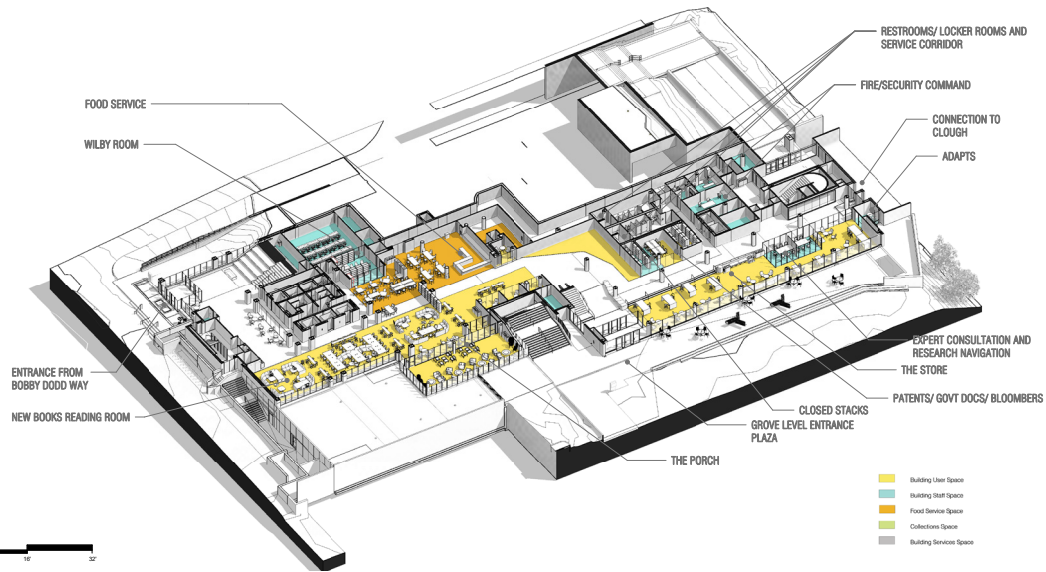 RESTROOMS/ LOCKER ROOMS AND
SERVICE CORRIDOR
FIRE/SECURITY COMMAND
FOOD SERVICE
CONNECTION TO
CLOUGH
WILBY ROOM
ADAPTS
EXPERT CONSULTATION AND
RESEARCH NAVIGATION
ENTRANCE FROM
BOBBY DODD WAY
THE STORE
PATENTS/ GOVT DOCS/ BLOOMBERS
NEW BOOKS READING ROOM
CLOSED STACKS
GROVE LEVEL ENTRANCE
PLAZA
THE PORCH
Building User Space
Building Staff Space
Food Service Space
Collections Space
Building Services Space
16'
32'